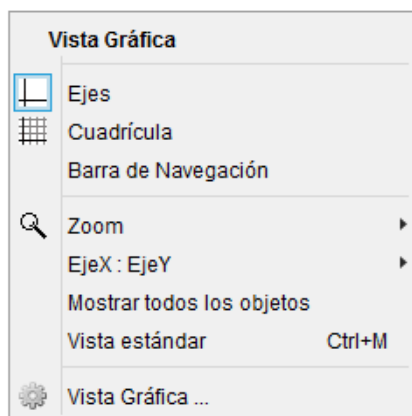 Vista Gráfica
Ejes
Cuadrícula
Barra de Navegación
Zoom
EjeX : EjeY
Mostrar todos los objetos
Vista estándar Ctrl+M
Vista Gráfica ...